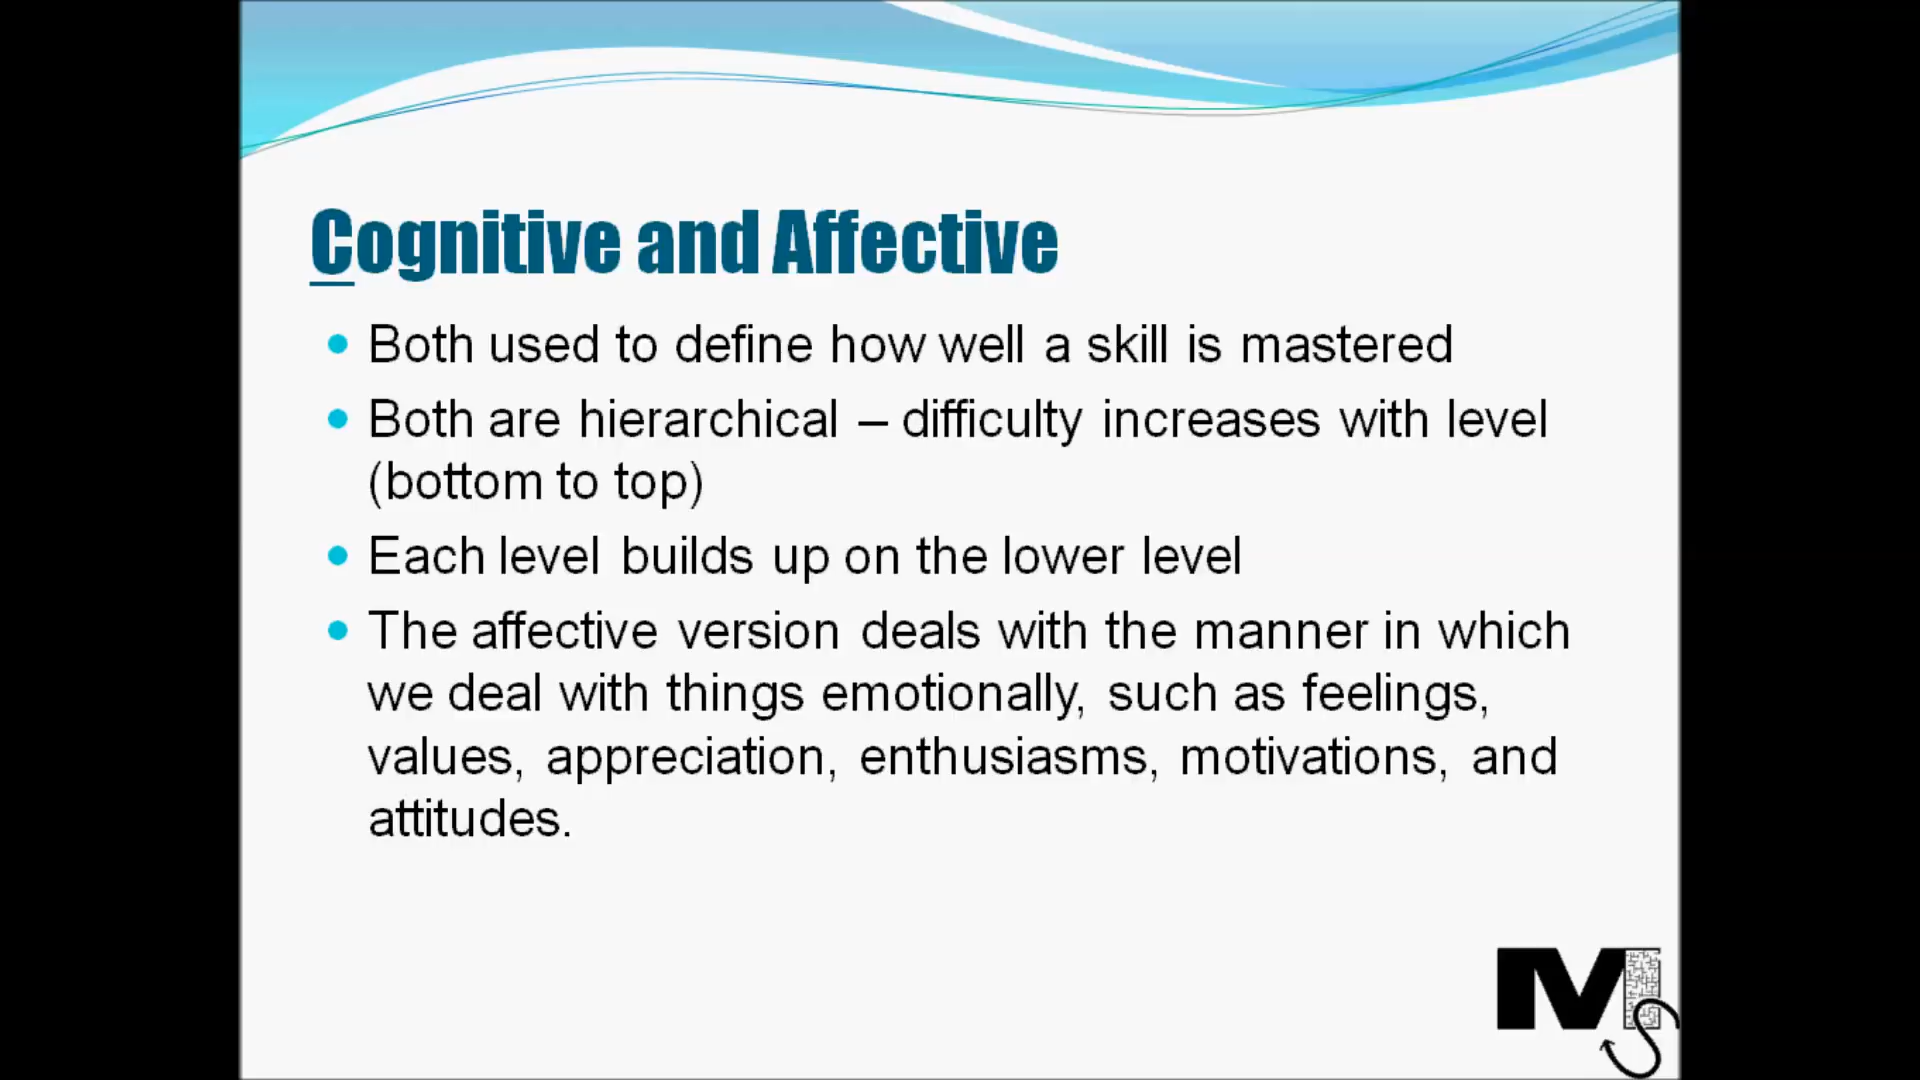 Cognitive and Affective
Both used to define how well a skill is mastered
Both are hierarchical – difficulty increases with level
(bottom to top)
Each level builds up on the lower level
The affective version deals with the manner in which
we deal with things emotionally, such as feelings,
values, appreciation, enthusiasms, motivations, and
attitudes.
M
S